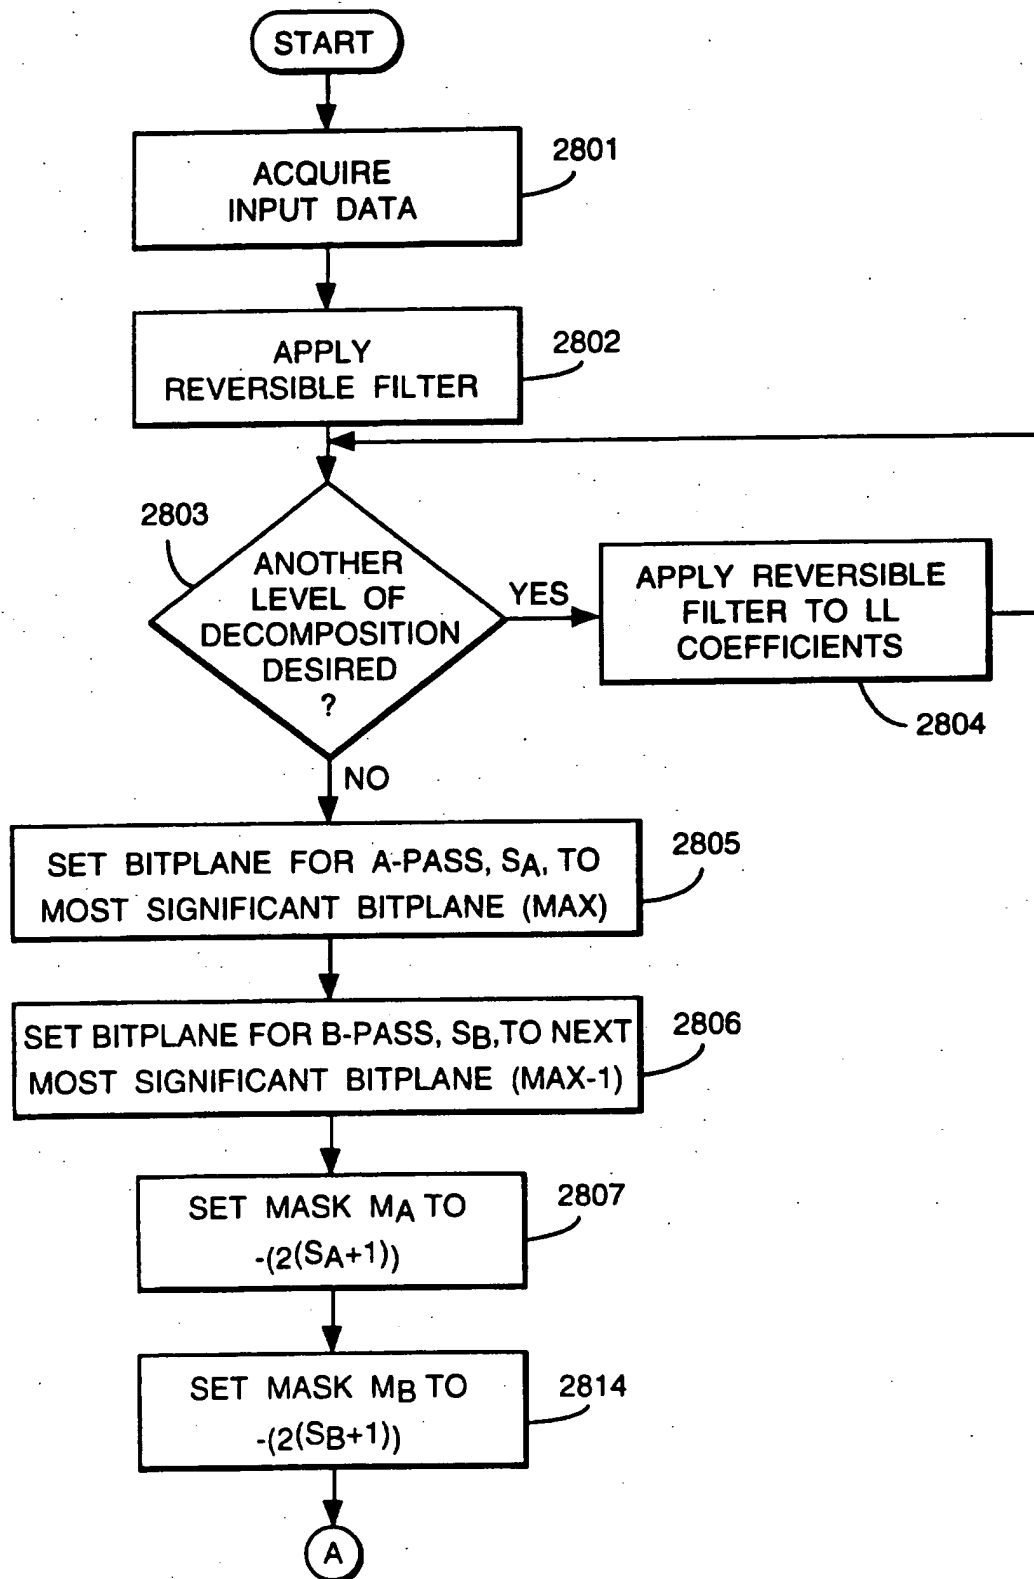 START
ACQUIRE
INPUT DATA
2801
APPLY
REVERSIBLE FILTER
2802
2803
ANOTHER
LEVEL OF
DECOMPOSITION
DESIRED
?
YES
APPLY REVERSIBLE
FILTER TO LL
COEFFICIENTS
2804
NO
SET BITPLANE FOR A-PASS, SA, TO
MOST SIGNIFICANT BITPLANE (MAX)
2805
SET BITPLANE FOR B-PASS, SB, TO NEXT
MOST SIGNIFICANT BITPLANE (MAX-1)
2806
SET MASK MA TO
-(2(SA+1))
2807
SET MASK MB TO
-(2(SB+1))
2814
A